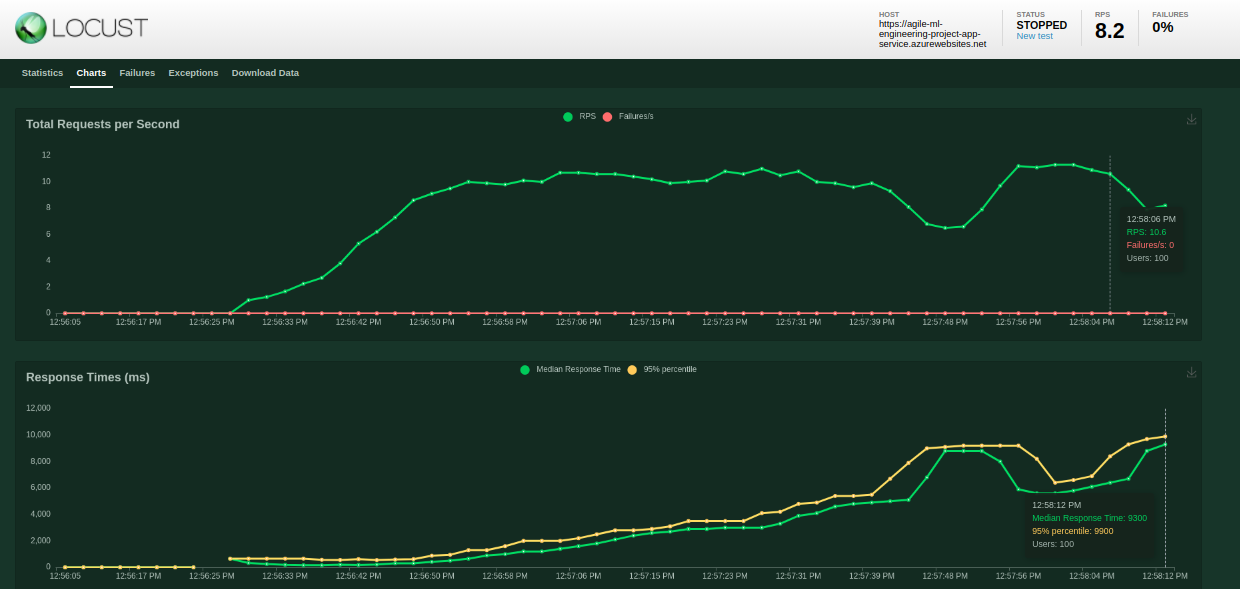 LOCUST
HOST
https://agile-ml-
engineering-project-app-
service.azurewebsites.net
STATUS
STOPPED
New test
RPS
8.2
FAILURES
0%
Statistics Charts Failures Exceptions Download Data
Total Requests per Second
RPS Failures/s
12
10
8
6
4
2
0
12:58:06 PM
RPS: 10.6
Failures/s: 0
Users: 100
12:56:05 12:56:17 PM 12:56:25 PM 12:56:33 PM 12:56:42 PM 12:56:50 PM 12:56:58 PM 12:57:06 PM 12:57:15 PM 12:57:23 PM 12:57:31 PM 12:57:39 PM 12:57:48 PM 12:57:56 PM 12:58:04 PM 12:58:12 PM
Response Times (ms)
Median Response Time 95% percentile
12,000
10,000
8,000
6,000
4,000
2,000
0
12:58:12 PM
Median Response Time: 9300
95% percentile: 9900
Users: 100
12:56:05 12:56:17 PM 12:56:25 PM 12:56:33 PM 12:56:42 PM 12:56:50 PM 12:56:58 PM 12:57:06 PM 12:57:15 PM 12:57:23 PM 12:57:31 PM 12:57:39 PM 12:57:48 PM 12:57:56 PM 12:58:04 PM 12:58:12 PM